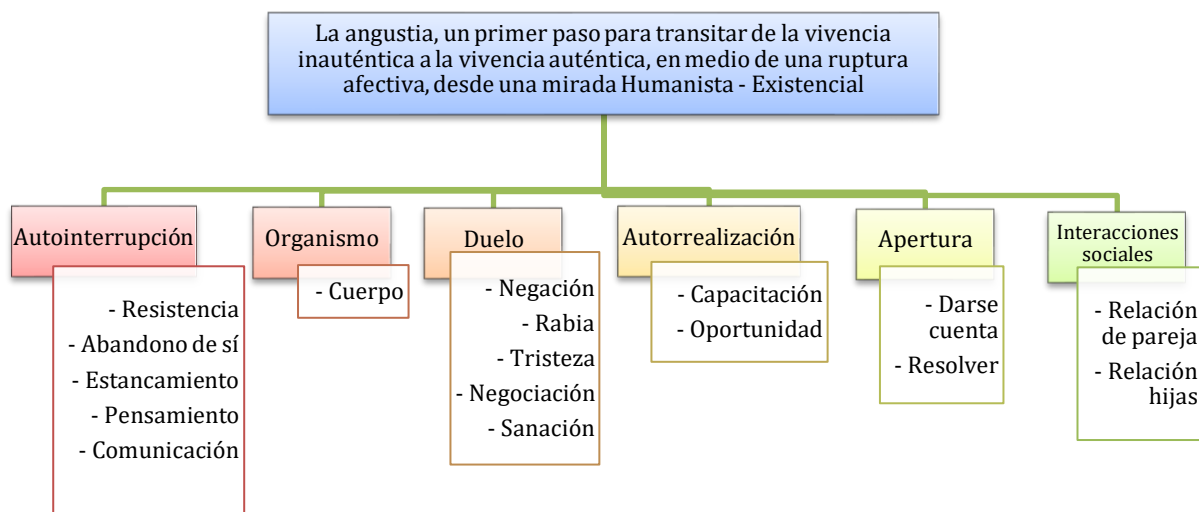 La angustia, un primer paso para transitar de la vivencia
inauténtica a la vivencia auténtica, en medio de una ruptura
afectiva, desde una mirada Humanista - Existencial
Autointerrupción
- Resistencia
- Abandono de sí
- Estancamiento
- Pensamiento
- Comunicación
Organismo
- Cuerpo
Duelo
- Negación
- Rabia
- Tristeza
- Negociación
- Sanación
Autorrealización
- Capacitación
- Oportunidad
Apertura
- Darse
cuenta
- Resolver
Interacciones
sociales
- Relación
de pareja
- Relación
hijas